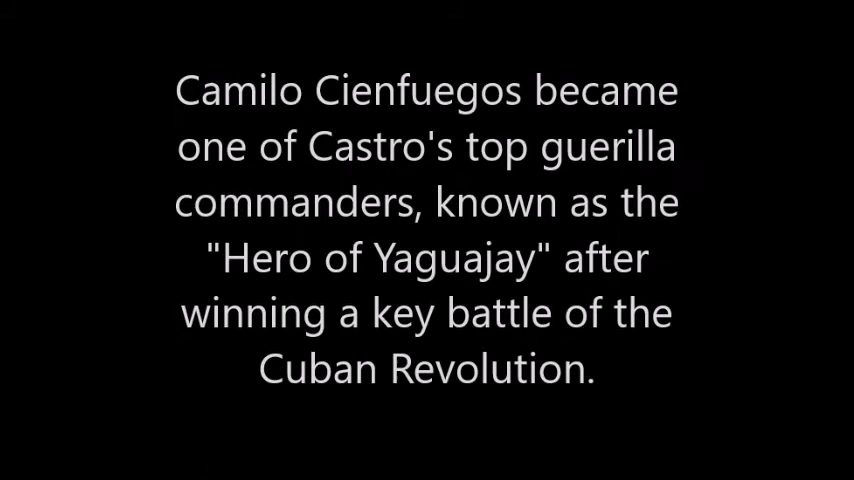 Camilo Cienfuegos became
one of Castro's top guerilla
commanders, known as the
"Hero of Yaguajay" after
winning a key battle of the
Cuban Revolution.